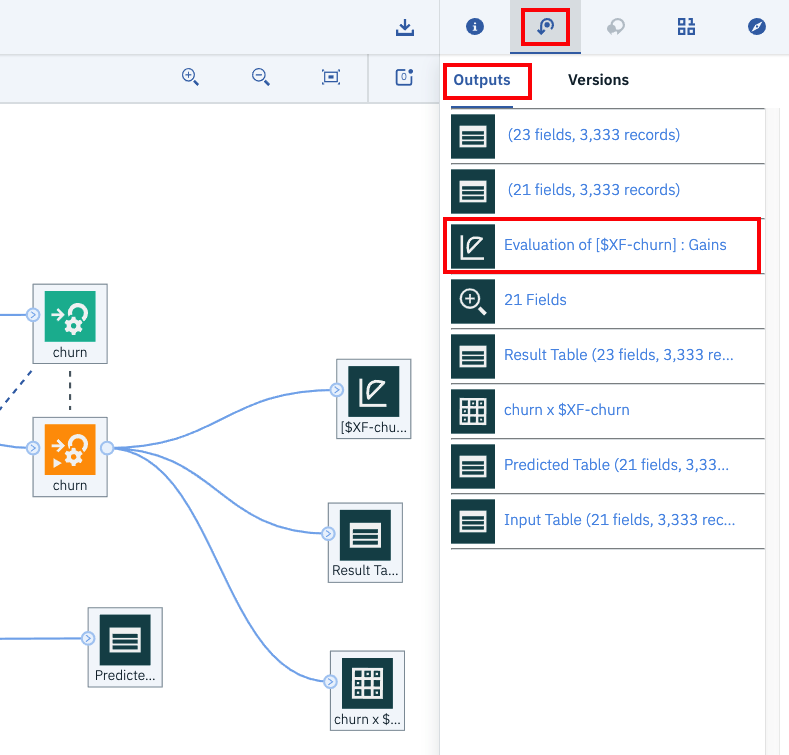 0
Outputs
Versions
(23 fields, 3,333 records)
(21 fields, 3,333 records)
Evaluation of [$XF-churn] : Gains
21 Fields
Result Table (23 fields, 3,333 re...
churn x $XF-churn
Predicted Table (21 fields, 3,33...
Input Table (21 fields, 3,333 rec...
churn
[$XF-chu...
churn
Result Ta...
Predicte...
churn x $...